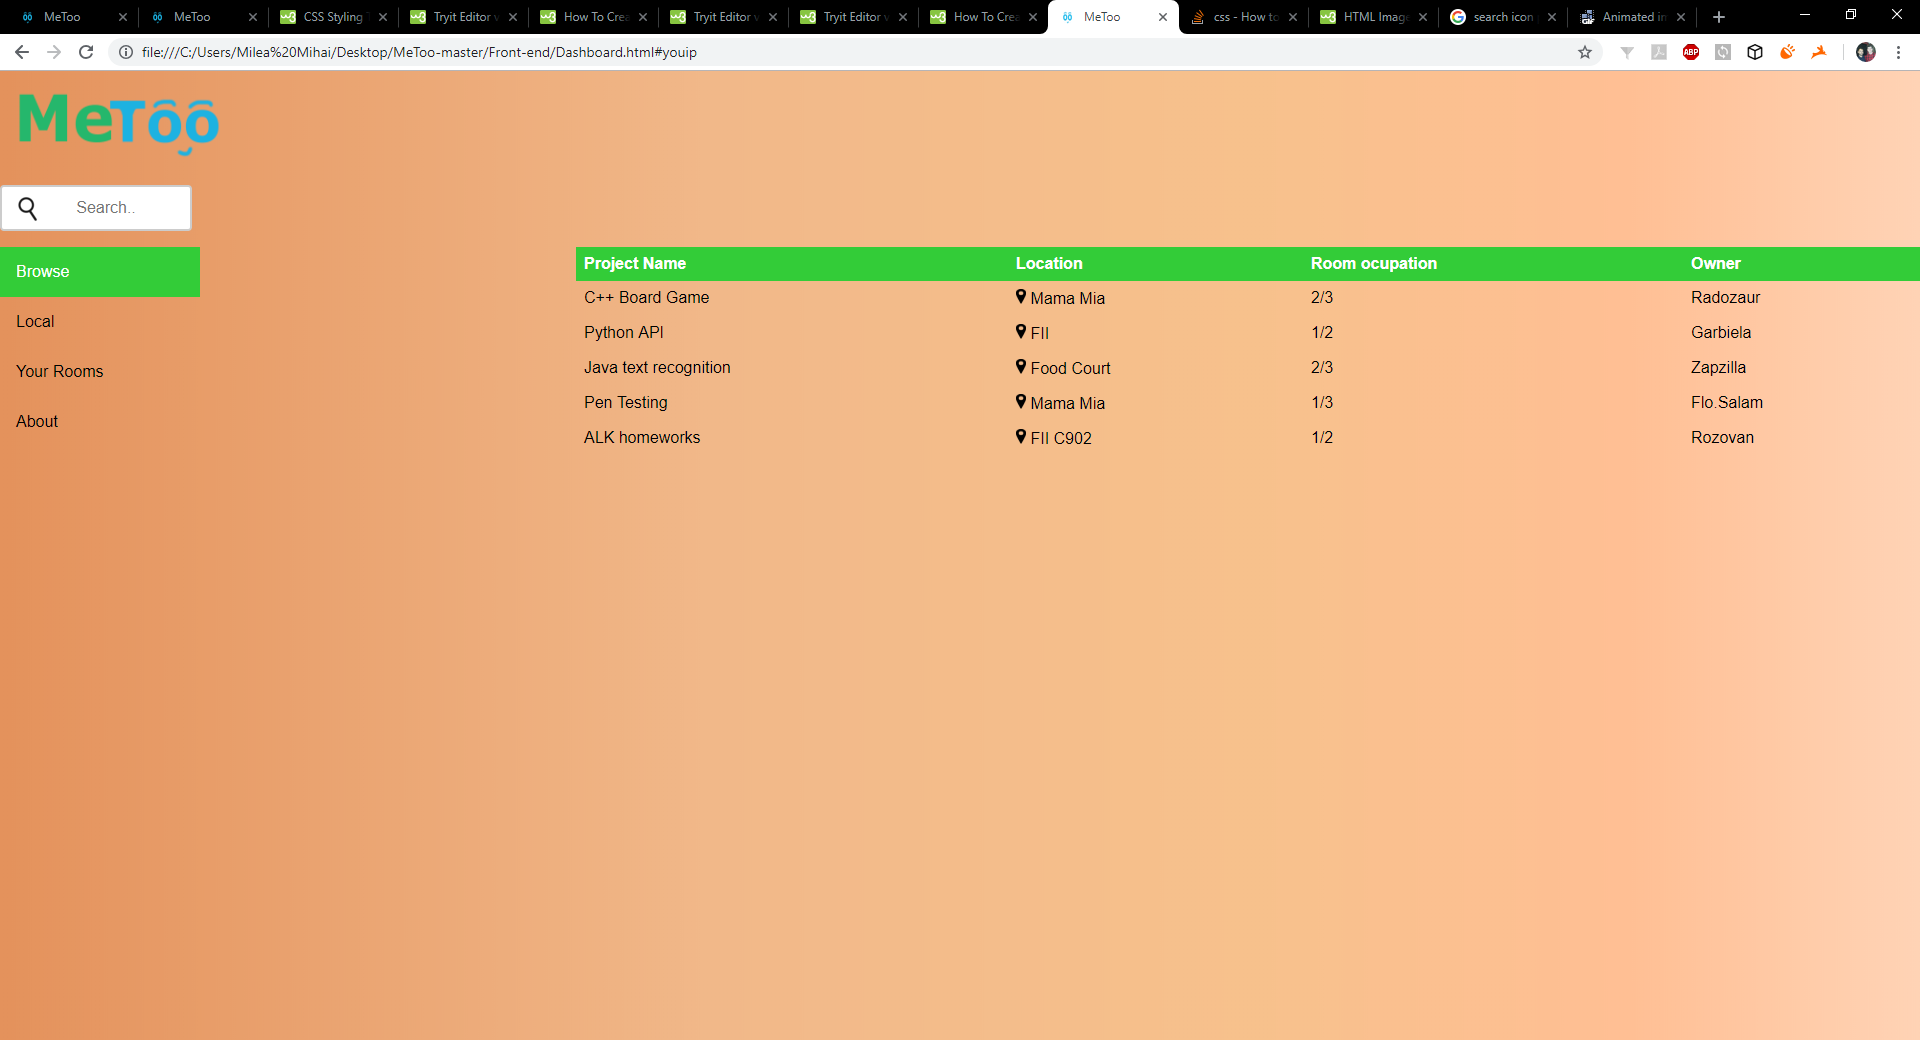 MeToo MeToo CSS Styling Tryit Editor v How To Crea Tryit Editor v Tryit Editor v How To Crea MeToo css - How to HTML Image search icon Animated in
file:///C:/Users/Milea%20Mihai/Desktop/MeToo-master/Front-end/Dashboard.html#youip ABP
MeTôô
Search..
Browse
Local
Your Rooms
About
Project Name Location Room ocupation Owner
C++ Board Game Mama Mia 2/3 Radozaur
Python API FII 1/2 Garbiela
Java text recognition Food Court 2/3 Zapzilla
Pen Testing Mama Mia 1/3 Flo.Salam
ALK homeworks FII C902 1/2 Rozovan